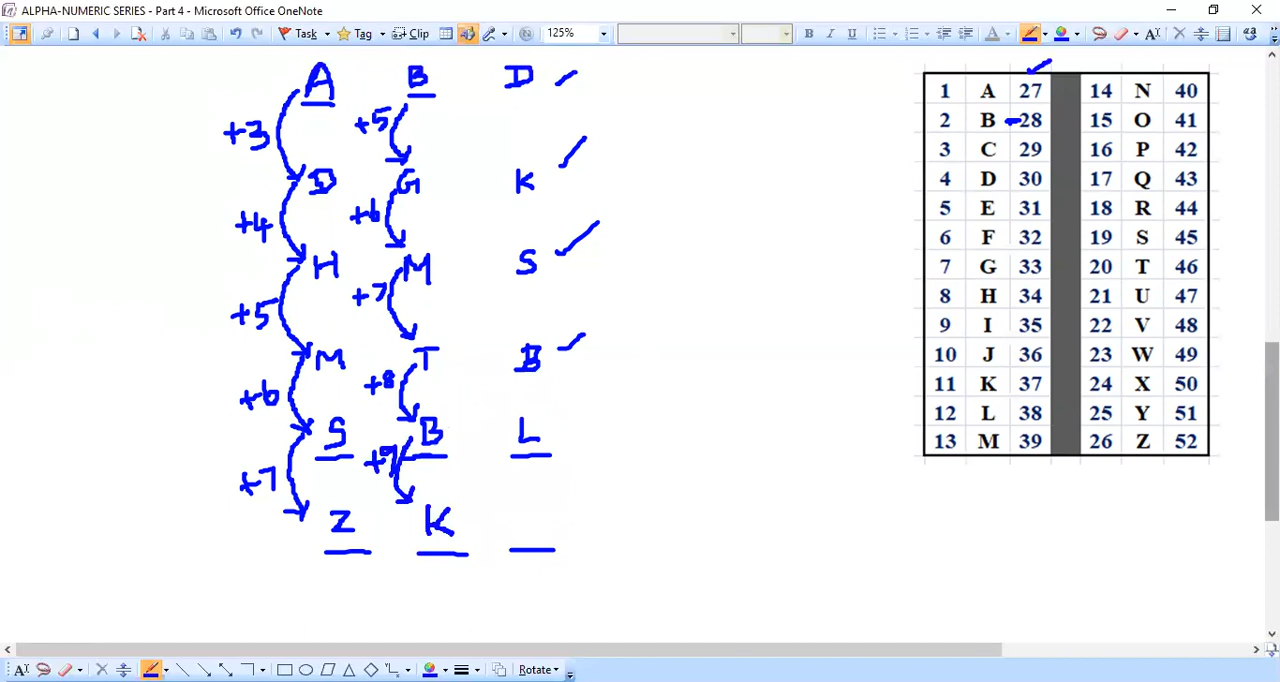 ALPHA-NUMERIC SERIES - Part 4 - Microsoft Office OneNote
Task Tag Clip 125% B I U A
A B D
+3 +5
D G K
+4 +6
H M S
+5 +7
M T B
+6 +8
S B L
+7 +9
Z K
1 A 27 14 N 40
2 B 28 15 O 41
3 C 29 16 P 42
4 D 30 17 Q 43
5 E 31 18 R 44
6 F 32 19 S 45
7 G 33 20 T 46
8 H 34 21 U 47
9 I 35 22 V 48
10 J 36 23 W 49
11 K 37 24 X 50
12 L 38 25 Y 51
13 M 39 26 Z 52
Rotate